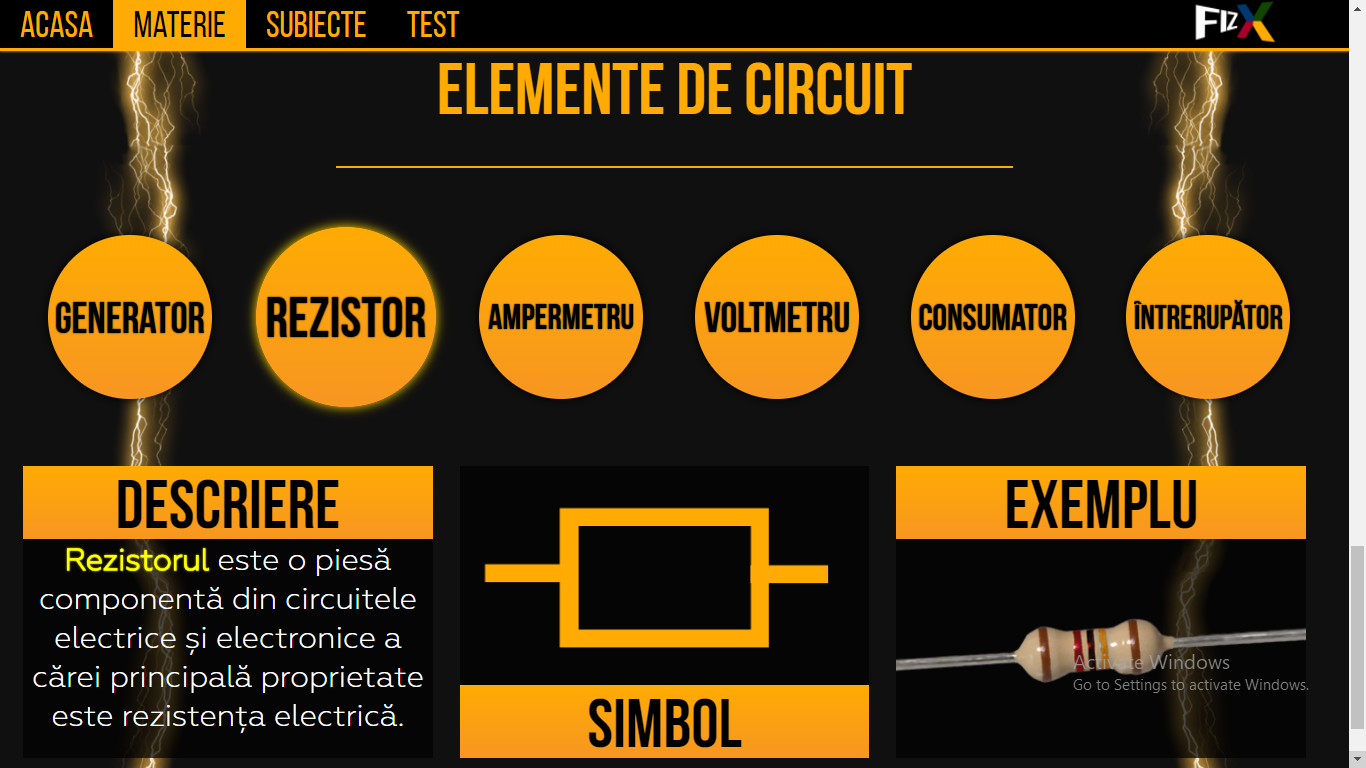 ACASA MATERIE SUBIECTE TEST FIZX
ELEMENTE DE CIRCUIT
GENERATOR REZISTOR AMPERMETRU VOLTMETRU CONSUMATOR ÎNTRERUPĂTOR
DESCRIERE
Rezistorul este o piesă
componentă din circuitele
electrice și electronice a
cărei principală proprietate
este rezistența electrică.
SIMBOL
EXEMPLU
Activate Windows
Go to Settings to activate Windows.